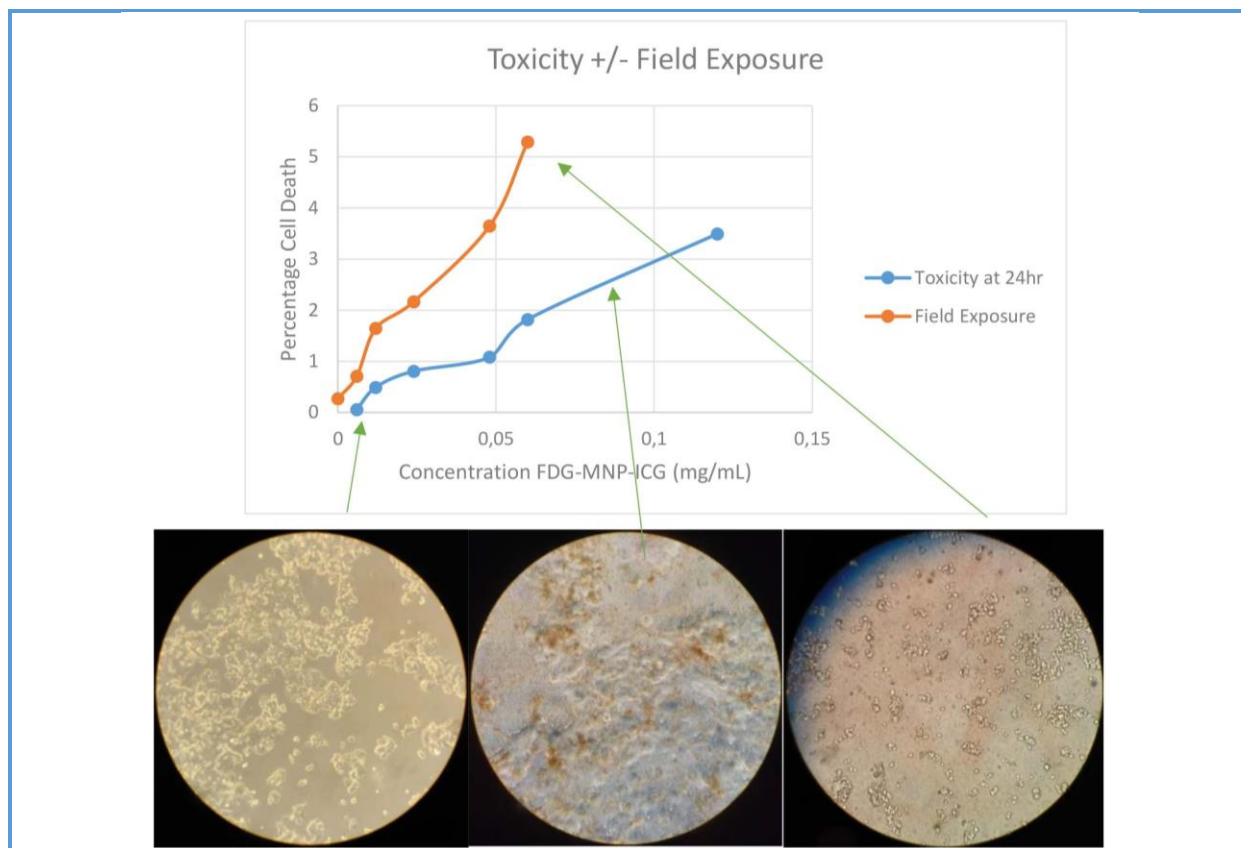 Toxicity +/- Field Exposure
6
5
4
3
2
1
0
Percentage Cell Death
0 0,05 0,1 0,15
Concentration FDG-MNP-ICG (mg/mL)
Toxicity at 24hr
Field Exposure